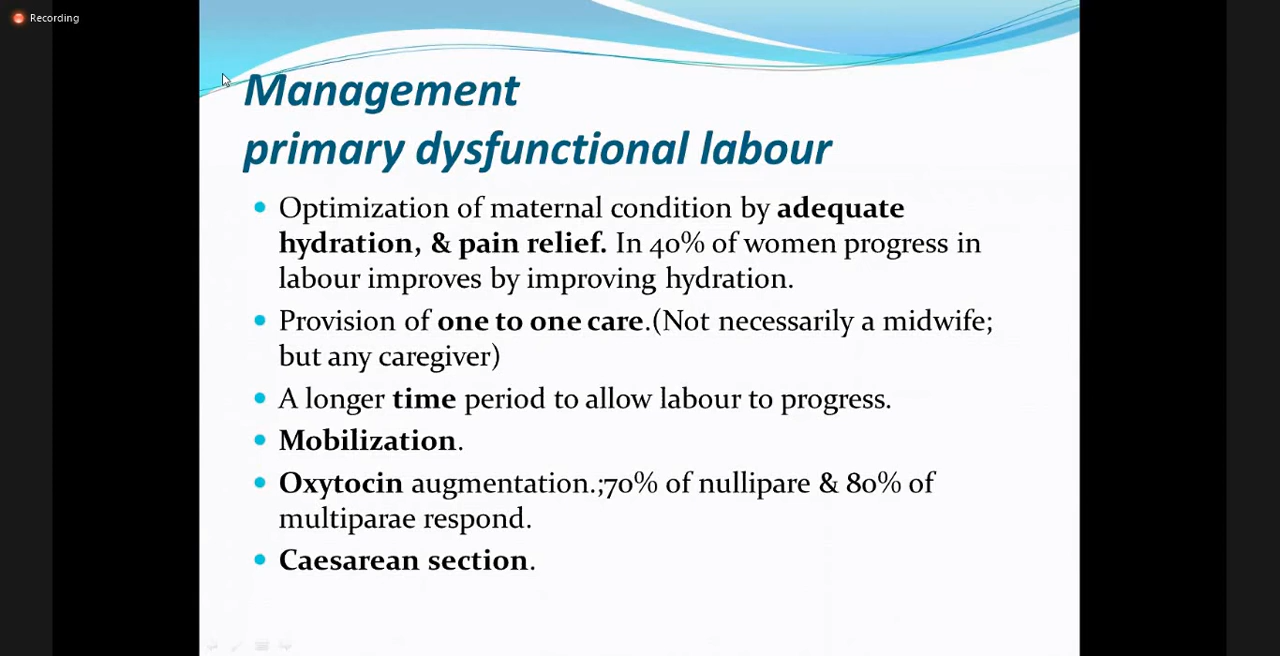 Recording
Management
primary dysfunctional labour
Optimization of maternal condition by adequate
hydration, & pain relief. In 40% of women progress in
labour improves by improving hydration.
Provision of one to one care.(Not necessarily a midwife;
but any caregiver)
A longer time period to allow labour to progress.
Mobilization.
Oxytocin augmentation.;70% of nullipare & 80% of
multiparae respond.
Caesarean section.